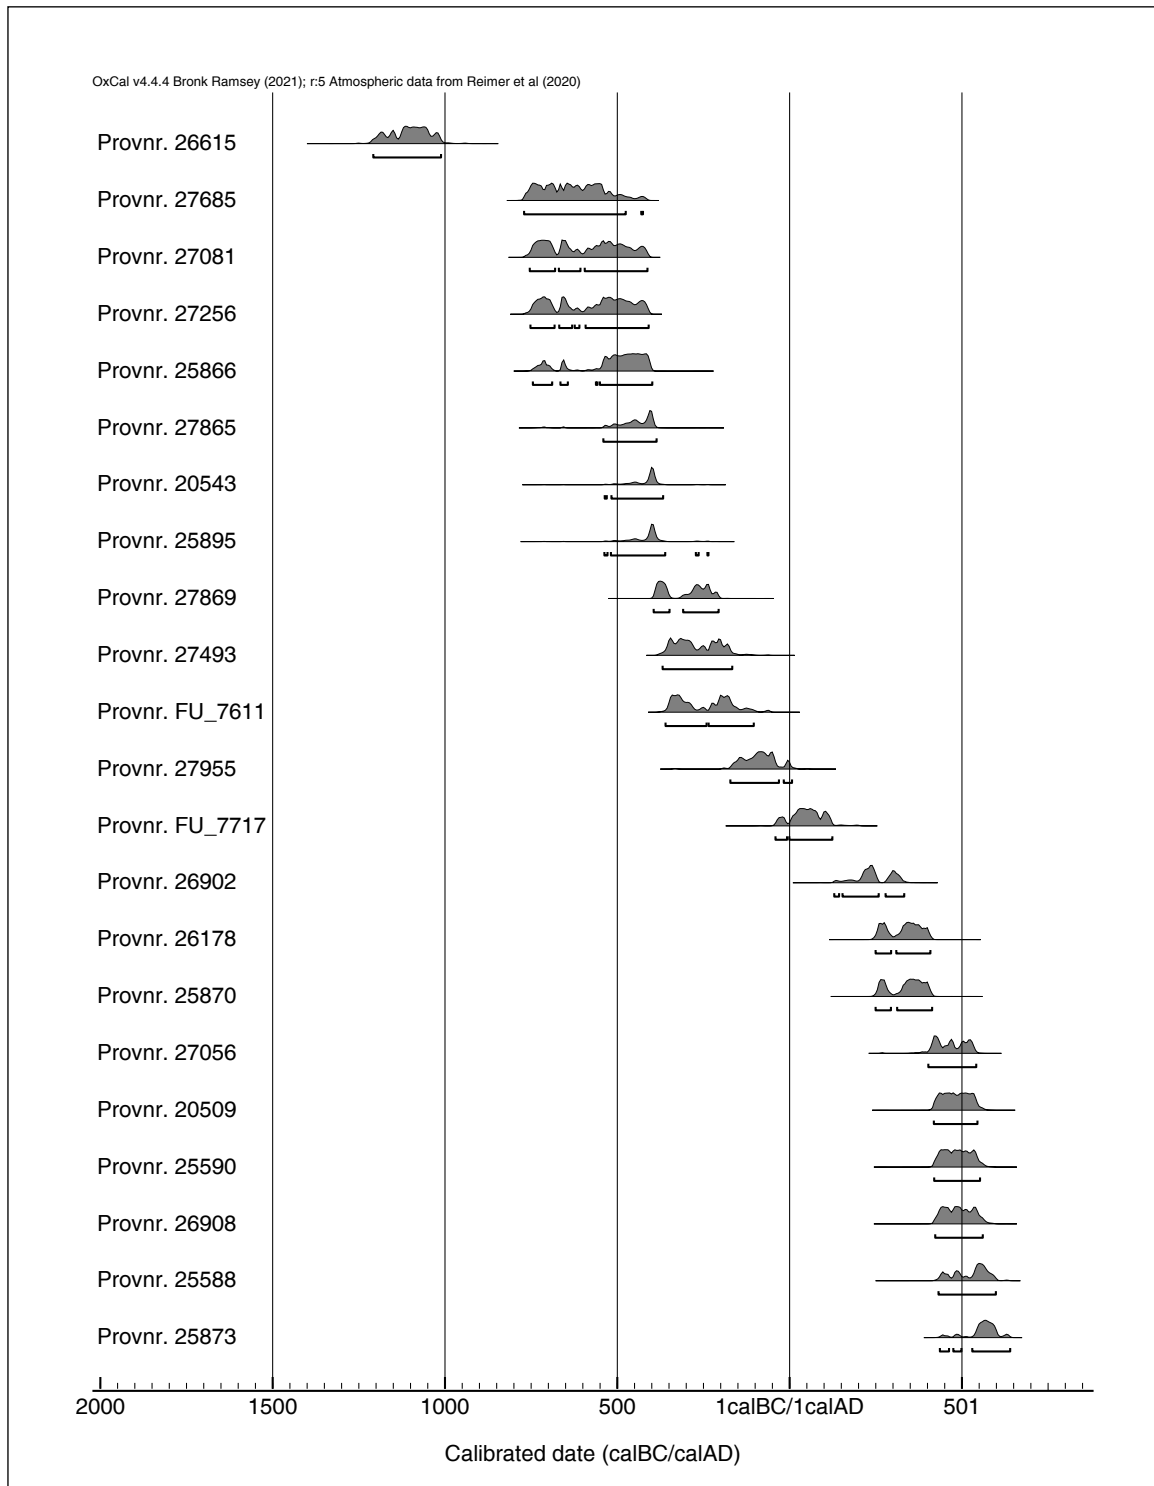 OxCal v4.4.4 Bronk Ramsey (2021); r:5 Atmospheric data from Reimer et al (2020)
Provnr. 26615
Provnr. 27685
Provnr. 27081
Provnr. 27256
Provnr. 25866
Provnr. 27865
Provnr. 20543
Provnr. 25895
Provnr. 27869
Provnr. 27493
Provnr. FU_7611
Provnr. 27955
Provnr. FU_7717
Provnr. 26902
Provnr. 26178
Provnr. 25870
Provnr. 27056
Provnr. 20509
Provnr. 25590
Provnr. 26908
Provnr. 25588
Provnr. 25873
2000 1500 1000 500 1calBC/1calAD 501
Calibrated date (calBC/calAD)